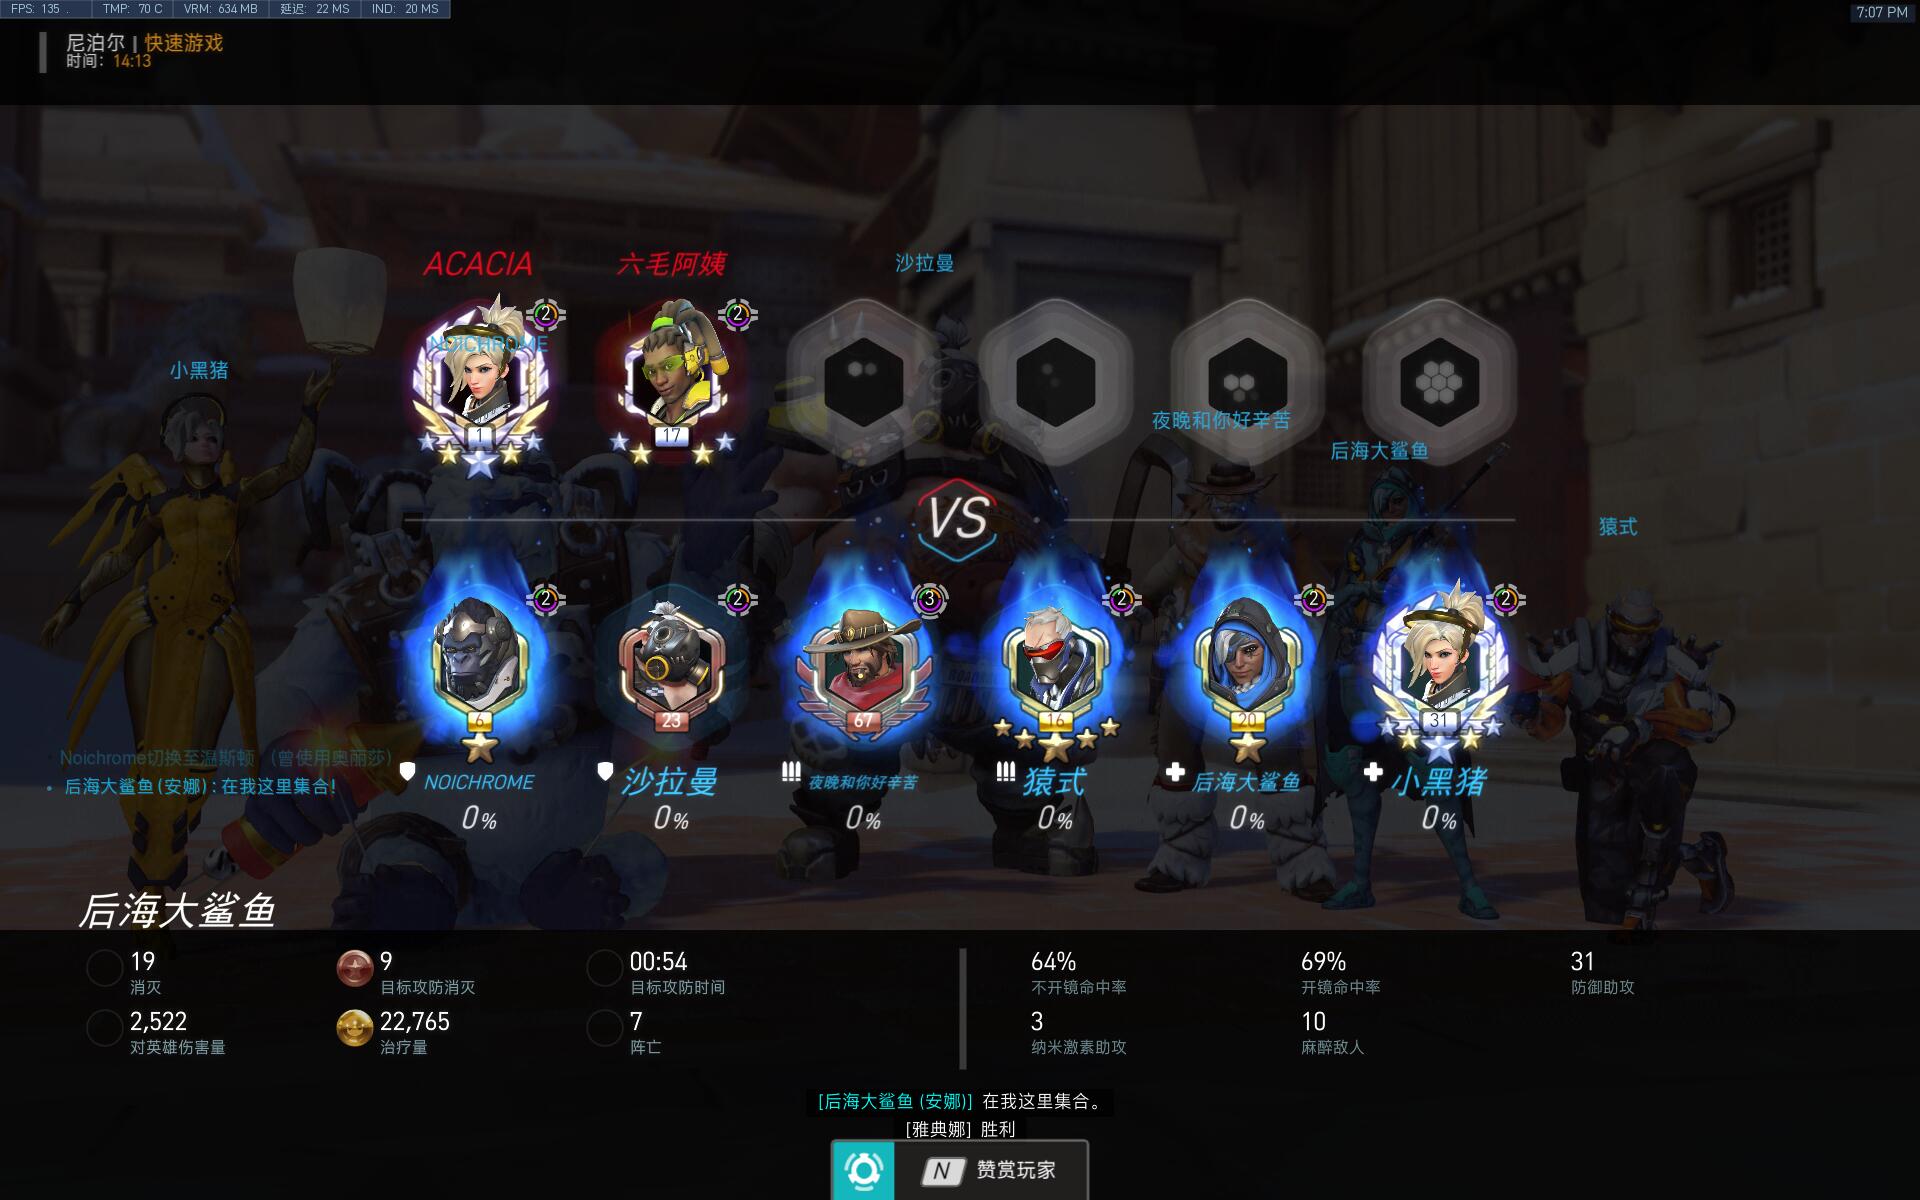 FPS: 135 . TMP: 70 C VRM: 634 MB 延迟: 22 MS IND: 20 MS
7:07 PM
尼泊尔 | 快速游戏
时间: 14:13
ACACIA 六毛阿姨
沙拉曼
2 2
NOICHROME
小黑猪
夜晚和你好辛苦
1 17
后海大鲨鱼
VS
猿式
2 2 3 2 2 2
6 23 67 16 20 31
Noichrome切换至温斯顿 (曾使用奥丽莎)
后海大鲨鱼 (安娜) : 在我这里集合!
NOICHROME 沙拉曼 夜晚和你好辛苦 猿式 后海大鲨鱼 小黑猪
0% 0% 0% 0% 0% 0%
后海大鲨鱼
19 9 00:54 64% 69% 31
消灭 目标攻防消灭 目标攻防时间 不开镜命中率 开镜命中率 防御助攻
2,522 22,765 7 3 10
对英雄伤害量 治疗量 阵亡 纳米激素助攻 麻醉敌人
[后海大鲨鱼 (安娜)] 在我这里集合。
[雅典娜] 胜利
N 赞赏玩家